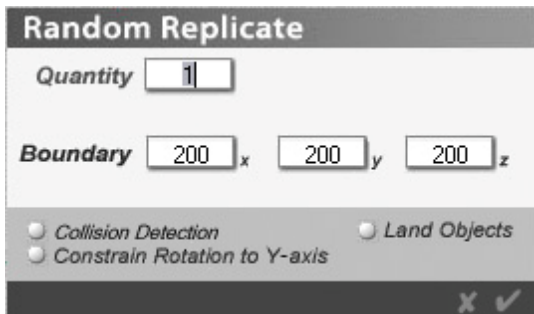 Random Replicate
Quantity 1
Boundary 200 x 200 y 200 z
Collision Detection Land Objects
Constrain Rotation to Y-axis